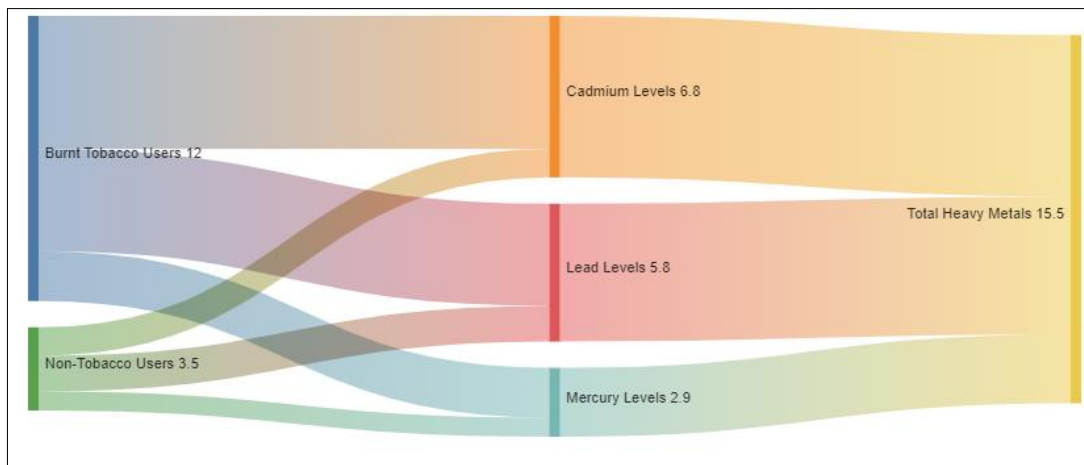 Burnt Tobacco Users 12
Non-Tobacco Users 3.5
Cadmium Levels 6.8
Lead Levels 5.8
Mercury Levels 2.9
Total Heavy Metals 15.5